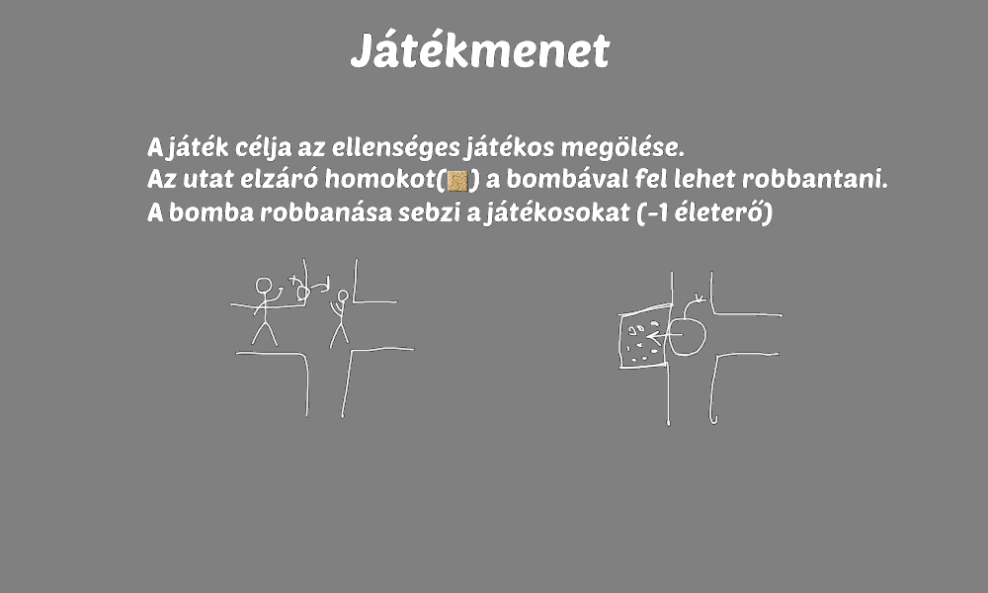 Játékmenet
A játék célja az ellenséges játékos megölése.
Az utat elzáró homokot( ) a bombával fel lehet robbantani.
A bomba robbanása sebzi a játékosokat (-1 életerő)